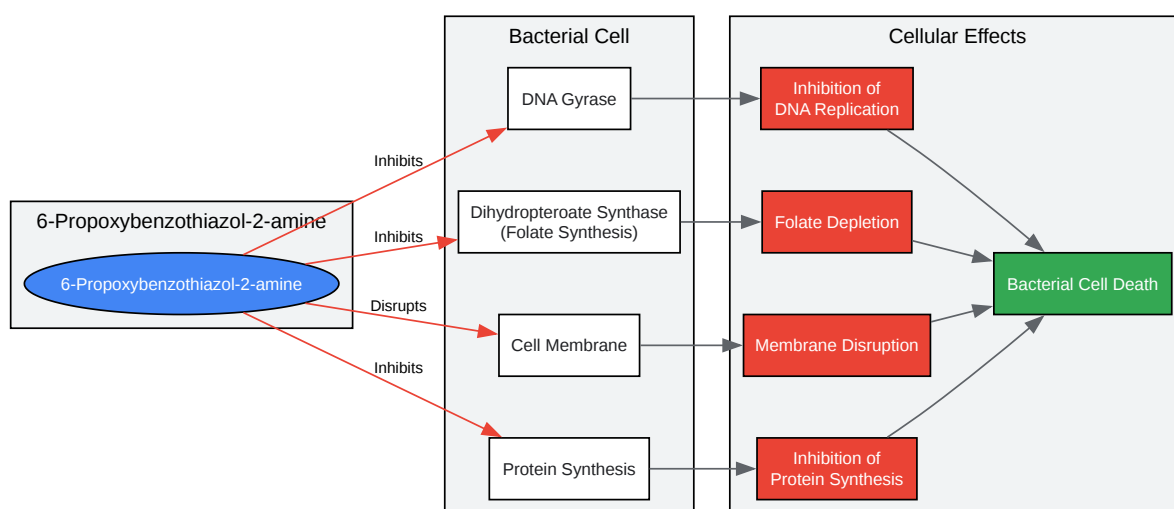 6-Propoxybenzothiazol-2-amine
6-Propoxybenzothiazol-2-amine
Inhibits
Inhibits
Disrupts
Inhibits
Bacterial Cell
DNA Gyrase
Dihydropteroate Synthase
(Folate Synthesis)
Cell Membrane
Protein Synthesis
Cellular Effects
Inhibition of
DNA Replication
Folate Depletion
Membrane Disruption
Inhibition of
Protein Synthesis
Bacterial Cell Death